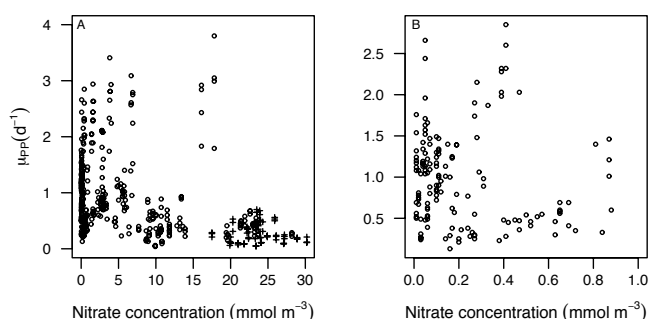 A
4
3
2
1
0
μPP(d⁻¹)
0 5 10 15 20 25 30
Nitrate concentration (mmol m⁻³)
B
2.5
2.0
1.5
1.0
0.5
0.0 0.2 0.4 0.6 0.8 1.0
Nitrate concentration (mmol m⁻³)